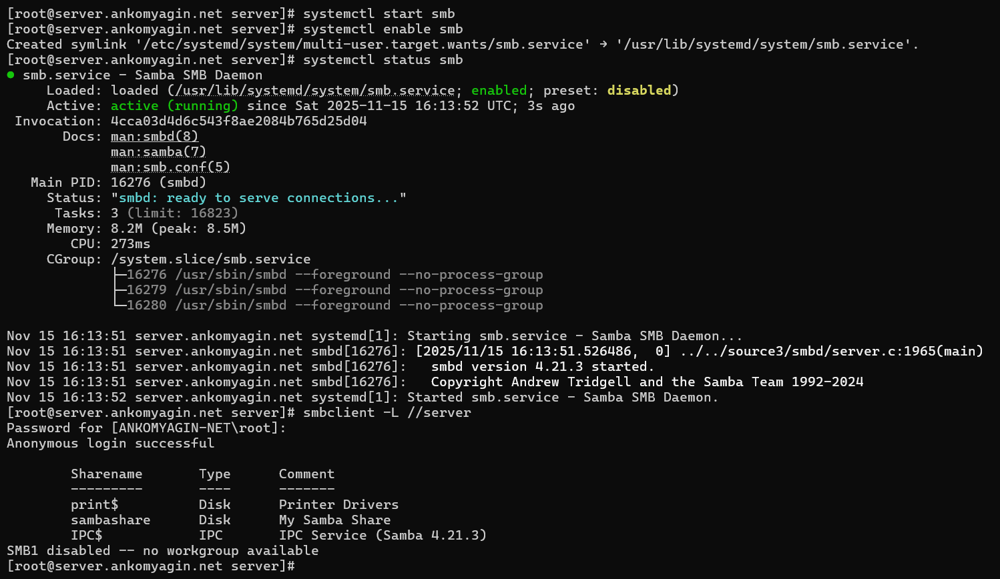 [root@server.ankomyagin.net server]# systemctl start smb
[root@server.ankomyagin.net server]# systemctl enable smb
Created symlink '/etc/systemd/system/multi-user.target.wants/smb.service' → '/usr/lib/systemd/system/smb.service'.
[root@server.ankomyagin.net server]# systemctl status smb
● smb.service - Samba SMB Daemon
     Loaded: loaded (/usr/lib/systemd/system/smb.service; enabled; preset: disabled)
     Active: active (running) since Sat 2025-11-15 16:13:52 UTC; 3s ago
 Invocation: 4cca03d4d6c543f8ae2084b765d25d04
       Docs: man:smbd(8)
             man:samba(7)
             man:smb.conf(5)
   Main PID: 16276 (smbd)
     Status: "smbd: ready to serve connections..."
      Tasks: 3 (limit: 16823)
     Memory: 8.2M (peak: 8.5M)
        CPU: 273ms
     CGroup: /system.slice/smb.service
             ├─16276 /usr/sbin/smbd --foreground --no-process-group
             ├─16279 /usr/sbin/smbd --foreground --no-process-group
             └─16280 /usr/sbin/smbd --foreground --no-process-group

Nov 15 16:13:51 server.ankomyagin.net systemd[1]: Starting smb.service - Samba SMB Daemon...
Nov 15 16:13:51 server.ankomyagin.net smbd[16276]: [2025/11/15 16:13:51.526486,  0] ../../source3/smbd/server.c:1965(main)
Nov 15 16:13:51 server.ankomyagin.net smbd[16276]:   smbd version 4.21.3 started.
Nov 15 16:13:51 server.ankomyagin.net smbd[16276]:   Copyright Andrew Tridgell and the Samba Team 1992-2024
Nov 15 16:13:52 server.ankomyagin.net systemd[1]: Started smb.service - Samba SMB Daemon.
[root@server.ankomyagin.net server]# smbclient -L //server
Password for [ANKOMYAGIN-NET\root]:
Anonymous login successful

        Sharename       Type      Comment
        ---------       ----      -------
        print$          Disk      Printer Drivers
        sambashare      Disk      My Samba Share
        IPC$            IPC       IPC Service (Samba 4.21.3)
SMB1 disabled -- no workgroup available
[root@server.ankomyagin.net server]#